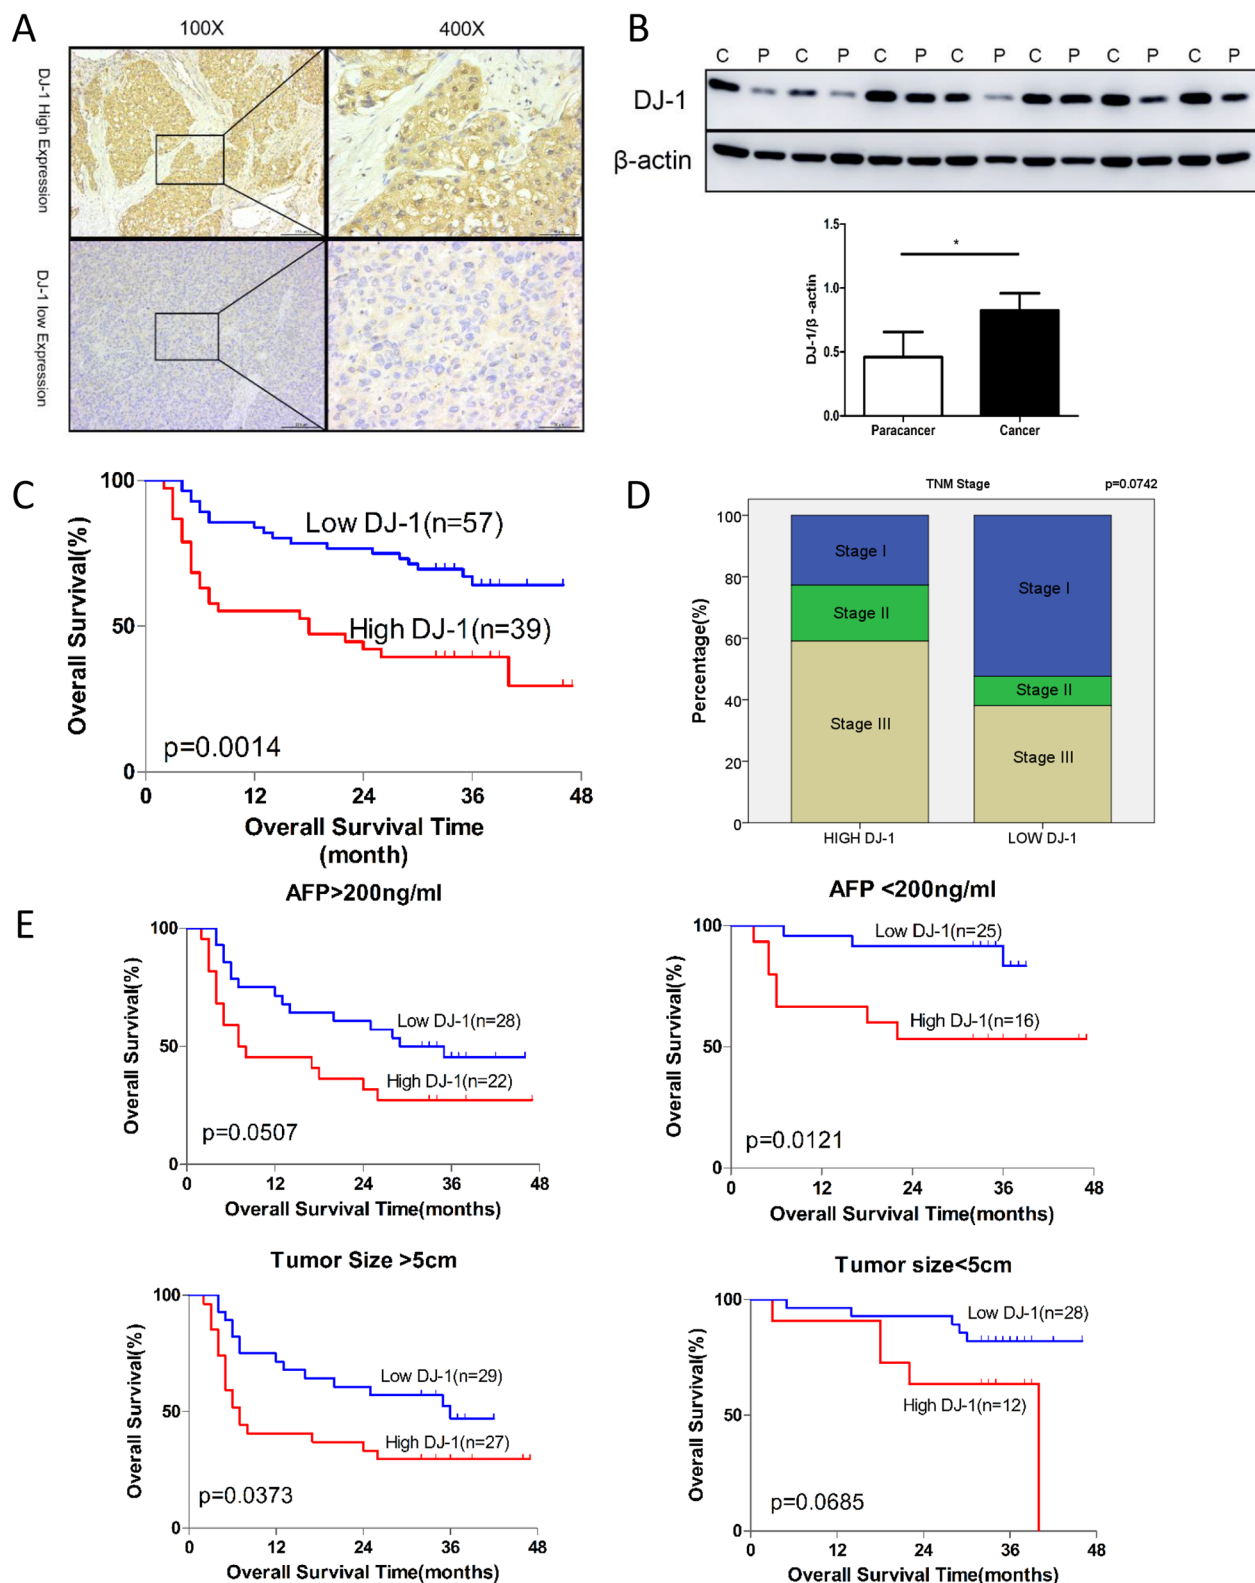 A
100X
400X
DJ-1 High Expression
DJ-1 low Expression
B
C P C P C P C P C P C P C P
DJ-1
β-actin
1.5
1.0
0.5
0.0
DJ-1/β -actin
*
Paracancer
Cancer
C
100
50
0
Overall Survival(%)
Low DJ-1(n=57)
High DJ-1(n=39)
p=0.0014
0 12 24 36 48
Overall Survival Time
(month)
D
TNM Stage
p=0.0742
100
80
60
40
20
0
Percentage(%)
Stage I
Stage II
Stage III
Stage I
Stage II
Stage III
HIGH DJ-1
LOW DJ-1
E
AFP>200ng/ml
100
50
0
Overall Survival(%)
Low DJ-1(n=28)
High DJ-1(n=22)
p=0.0507
0 12 24 36 48
Overall Survival Time(months)
AFP <200ng/ml
100
50
0
Overall Survival(%)
Low DJ-1(n=25)
High DJ-1(n=16)
p=0.0121
0 12 24 36 48
Overall Survival Time(months)
Tumor Size >5cm
100
50
0
Overall Survival(%)
Low DJ-1(n=29)
High DJ-1(n=27)
p=0.0373
0 12 24 36 48
Overall Survival Time(months)
Tumor size<5cm
100
50
0
Overall Survival(%)
Low DJ-1(n=28)
High DJ-1(n=12)
p=0.0685
0 12 24 36 48
Overall Survival Time(months)